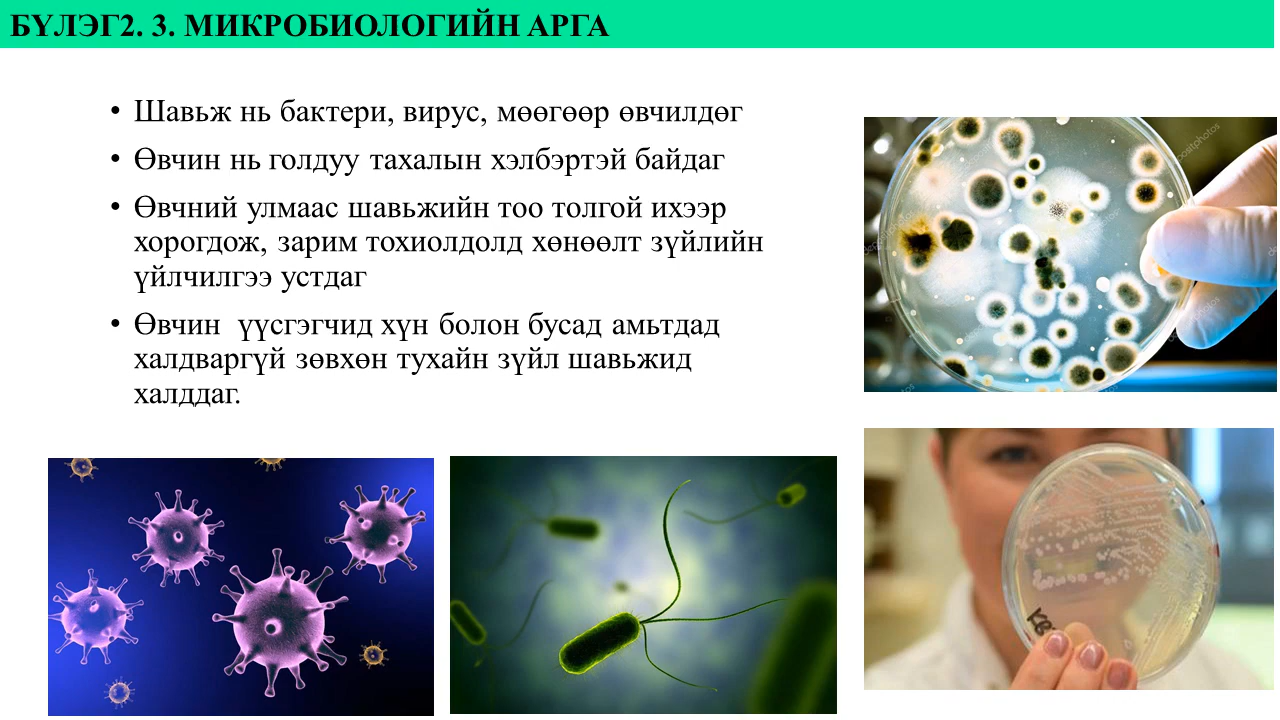 БҮЛЭГ2. 3. МИКРОБИОЛОГИЙН АРГА
• Шавьж нь бактери, вирус, мөөгөөр өвчилдөг
• Өвчин нь голдуу тахалын хэлбэртэй байдаг
• Өвчний улмаас шавьжийн тоо толгой ихээр
хорогдож, зарим тохиолдолд хөнөөлт зүйлийн
үйлчилгээ устдаг
• Өвчин  үүсгэгчид хүн болон бусад амьтдад
халдваргүй зөвхөн тухайн зүйл шавьжид
халддаг.